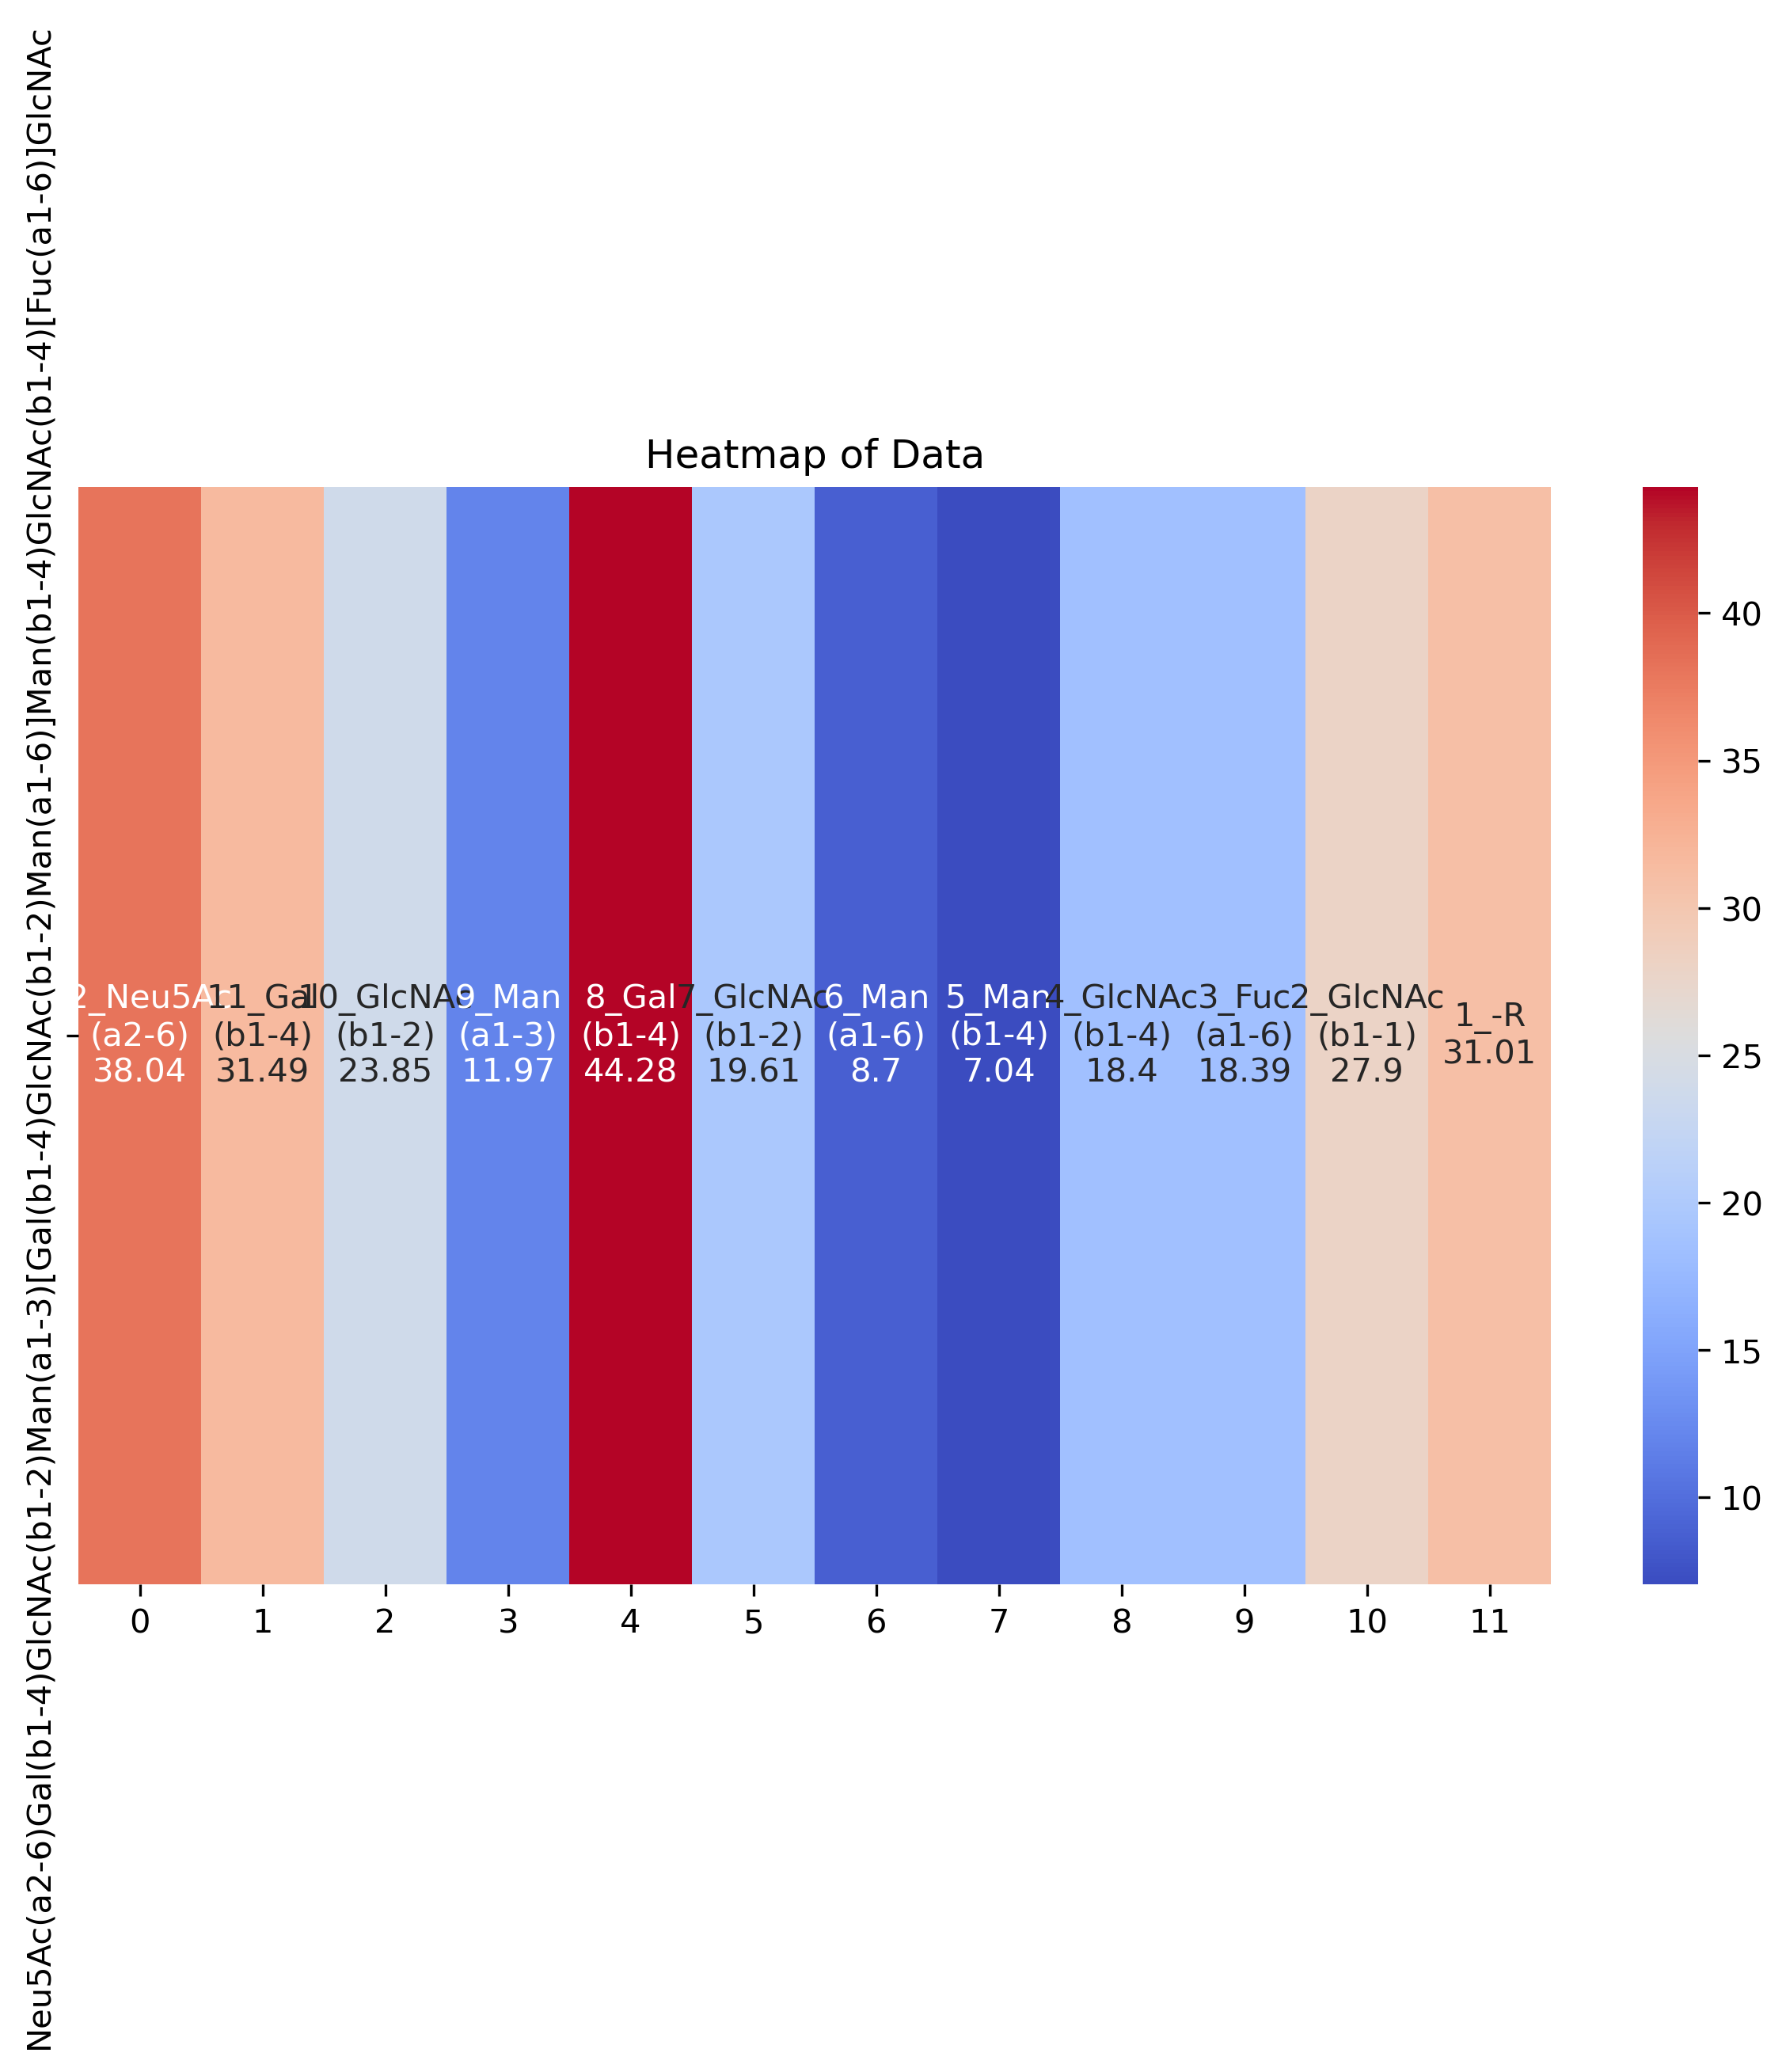 Heatmap of Data
Neu5Ac(a2-6)Gal(b1-4)GlcNAc(b1-2)Man(a1-3)[Gal(b1-4)GlcNAc(b1-2)Man(a1-6)]Man(b1-4)GlcNAc(b1-4)[Fuc(a1-6)]GlcNAc
2_Neu5Ac
(a2-6)
38.04
11_Gal
(b1-4)
31.49
10_GlcNAc
(b1-2)
23.85
9_Man
(a1-3)
11.97
8_Gal
(b1-4)
44.28
7_GlcNAc
(b1-2)
19.61
6_Man
(a1-6)
8.7
5_Man
(b1-4)
7.04
4_GlcNAc
(b1-4)
18.4
3_Fuc
(a1-6)
18.39
2_GlcNAc
(b1-1)
27.9
1_-R
31.01
0 1 2 3 4 5 6 7 8 9 10 11
40
35
30
25
20
15
10